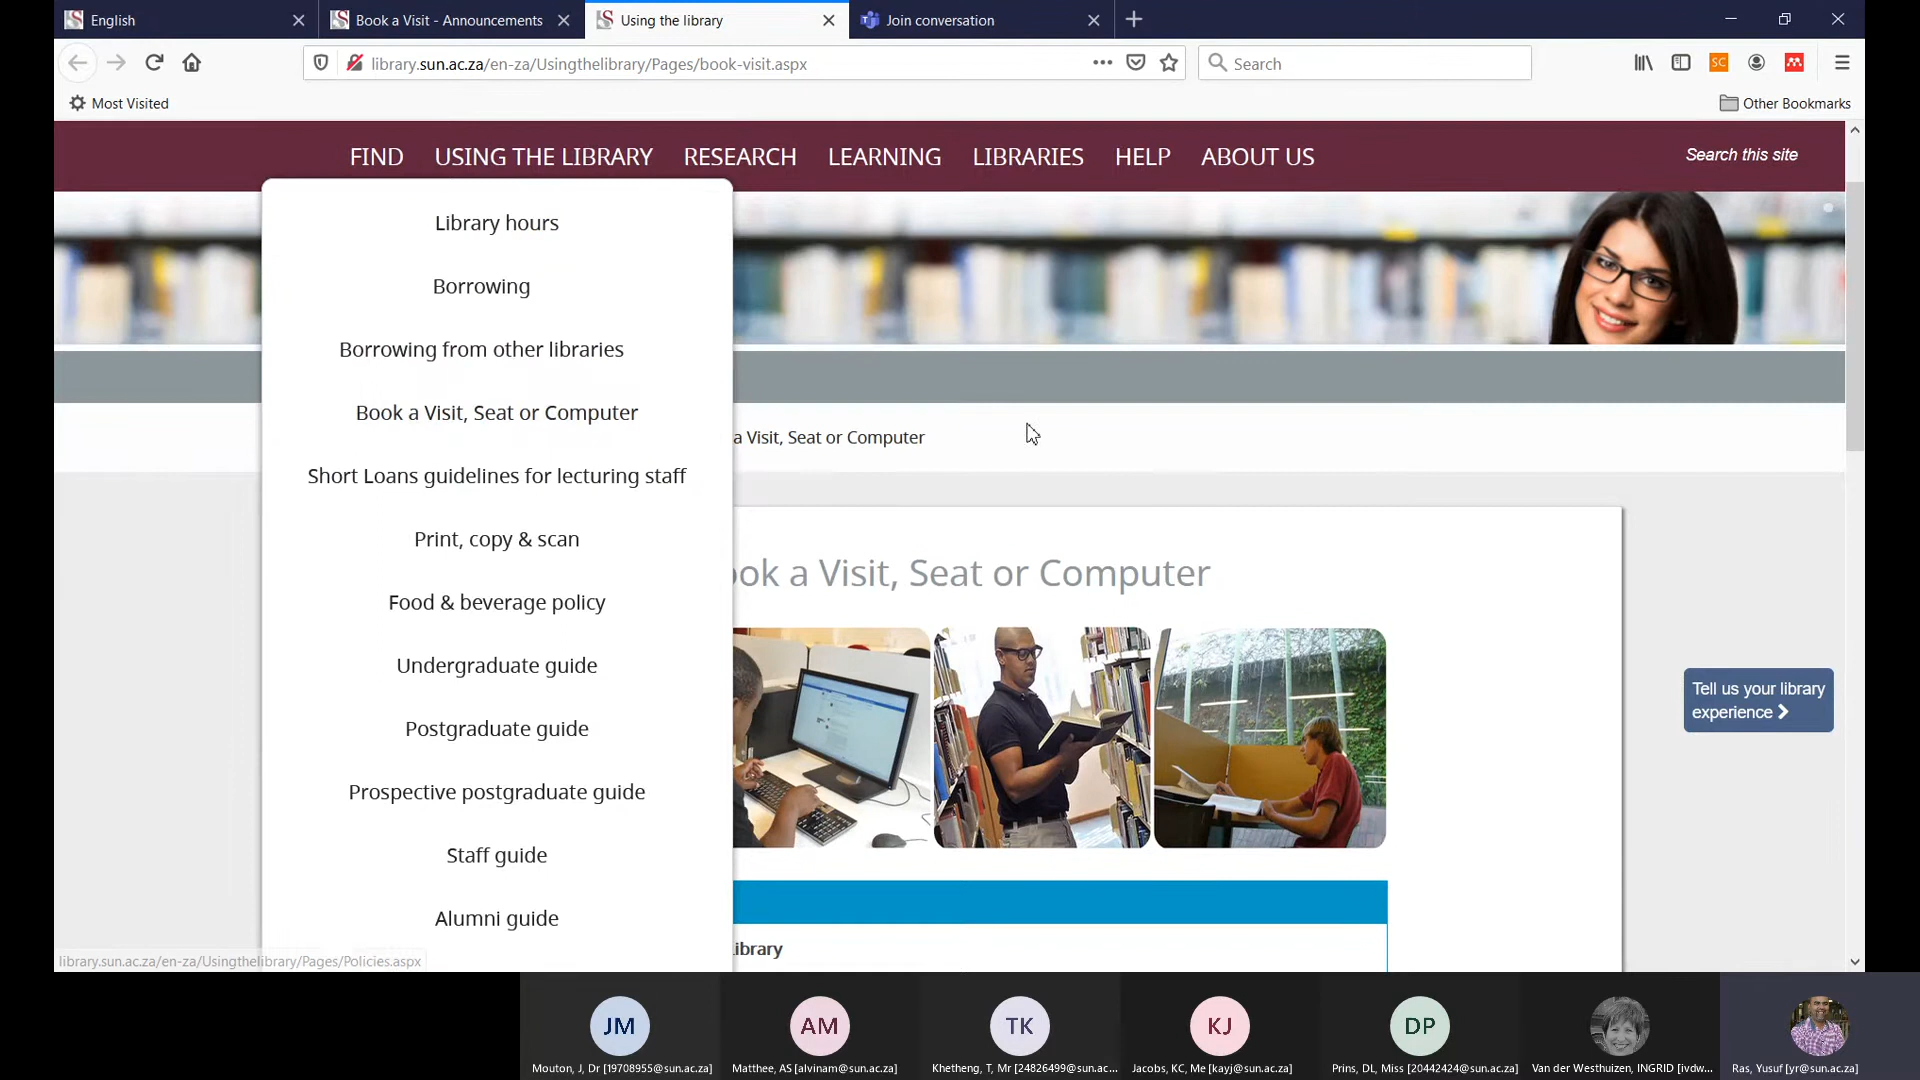 English
Book a Visit - Announcements
Using the library
Join conversation
library.sun.ac.za/en-za/Usingthelibrary/Pages/book-visit.aspx
Search
SC
Most Visited
Other Bookmarks
FIND
USING THE LIBRARY
RESEARCH
LEARNING
LIBRARIES
HELP
ABOUT US
Search this site
Library hours
Borrowing
Borrowing from other libraries
Book a Visit, Seat or Computer
Short Loans guidelines for lecturing staff
Print, copy & scan
Food & beverage policy
Undergraduate guide
Postgraduate guide
Prospective postgraduate guide
Staff guide
Alumni guide
a Visit, Seat or Computer
ook a Visit, Seat or Computer
Tell us your library
experience
Library
library.sun.ac.za/en-za/Usingthelibrary/Pages/Policies.aspx
JM
AM
TK
KJ
DP
Mouton, J, Dr [19708955@sun.ac.za]
Matthee, AS [alvinam@sun.ac.za]
Khetheng, T, Mr [24826499@sun.ac...
Jacobs, KC, Me [kayj@sun.ac.za]
Prins, DL, Miss [20442424@sun.ac.za]
Van der Westhuizen, INGRID [ivdw...
Ras, Yusuf [yr@sun.ac.za]